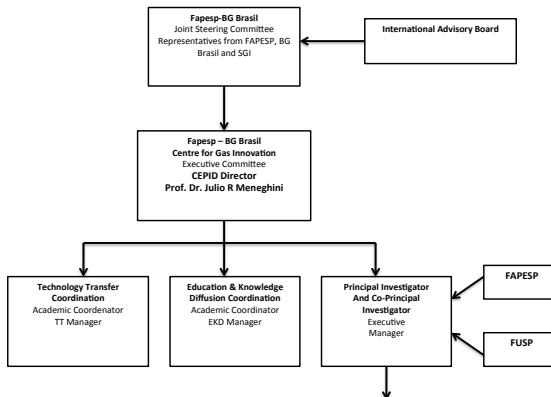 Fapesp-BG Brasil
Joint Steering Committee
Representatives from FAPESP, BG
Brasil and SGI
International Advisory Board
Fapesp – BG Brasil
Centre for Gas Innovation
Executive Committee
CEPID Director
Prof. Dr. Julio R Meneghini
Technology Transfer
Coordination
Academic Coordenator
TT Manager
Education & Knowledge
Diffusion Coordination
Academic Coordinator
EKD Manager
Principal Investigator
And Co-Principal
Investigator
Executive
Manager
FAPESP
FUSP